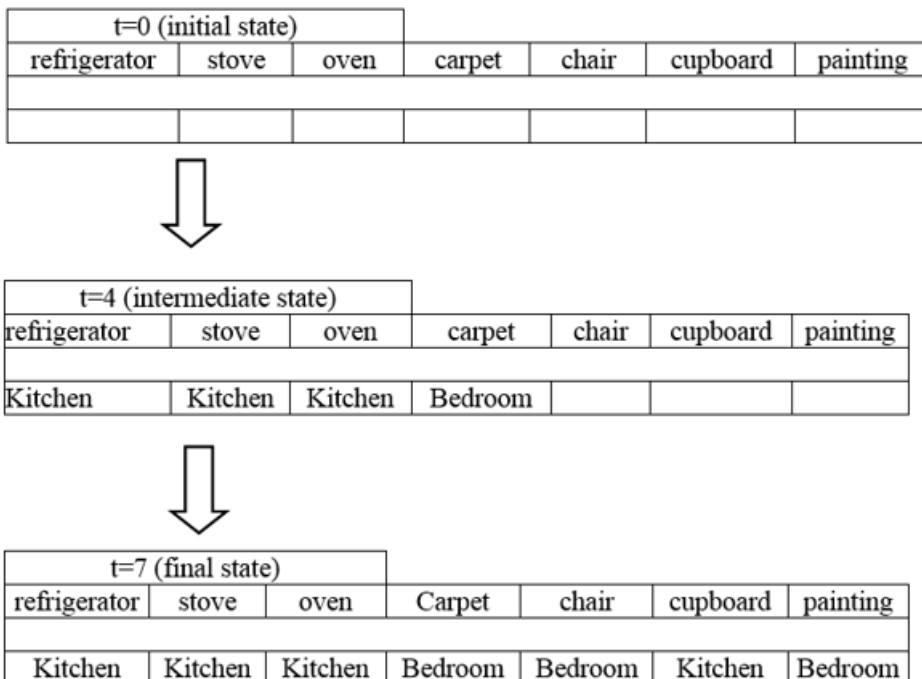 t=0 (initial state)
refrigerator stove oven carpet chair cupboard painting
t=4 (intermediate state)
refrigerator stove oven carpet chair cupboard painting
Kitchen Kitchen Kitchen Bedroom
t=7 (final state)
refrigerator stove oven Carpet chair cupboard painting
Kitchen Kitchen Kitchen Bedroom Bedroom Kitchen Bedroom